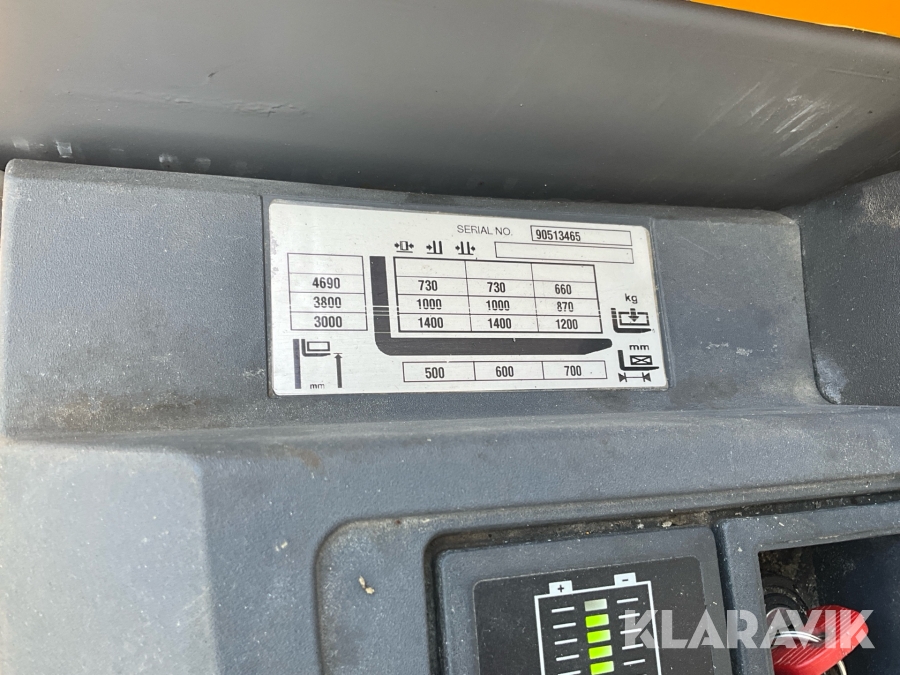 SERIAL NO. 90513465
4690 730 730 660
3800 1000 1000 870
3000 1400 1400 1200
kg
mm
500 600 700
mm
+ -
KLARAVIK